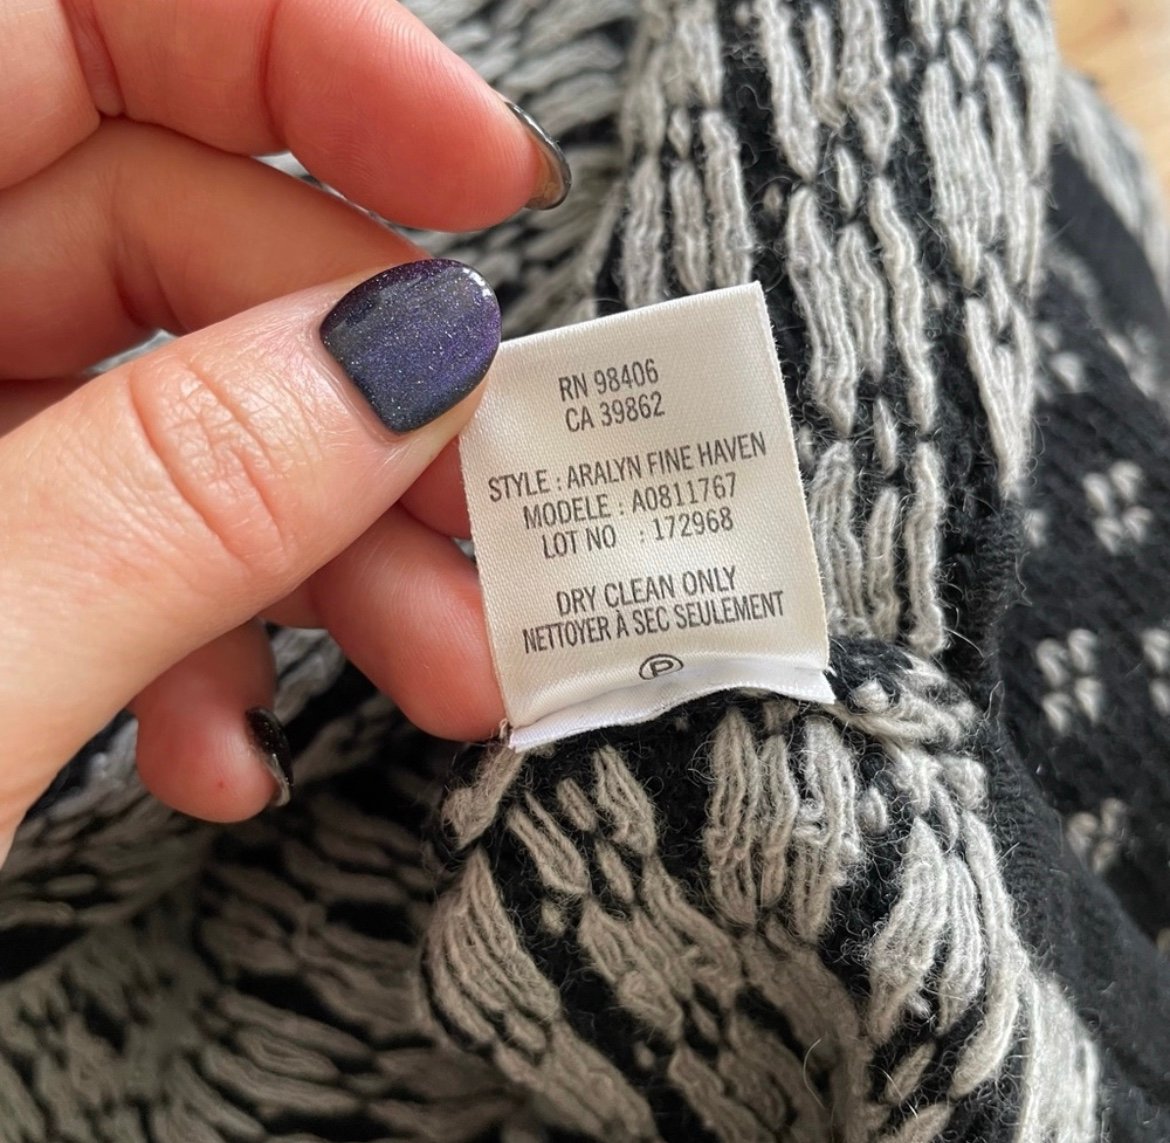 RN 98406
CA 39862
STYLE : ARALYN FINE HAVEN
MODELE : A0811767
LOT NO : 172968
DRY CLEAN ONLY
NETTOYER À SEC SEULEMENT
P